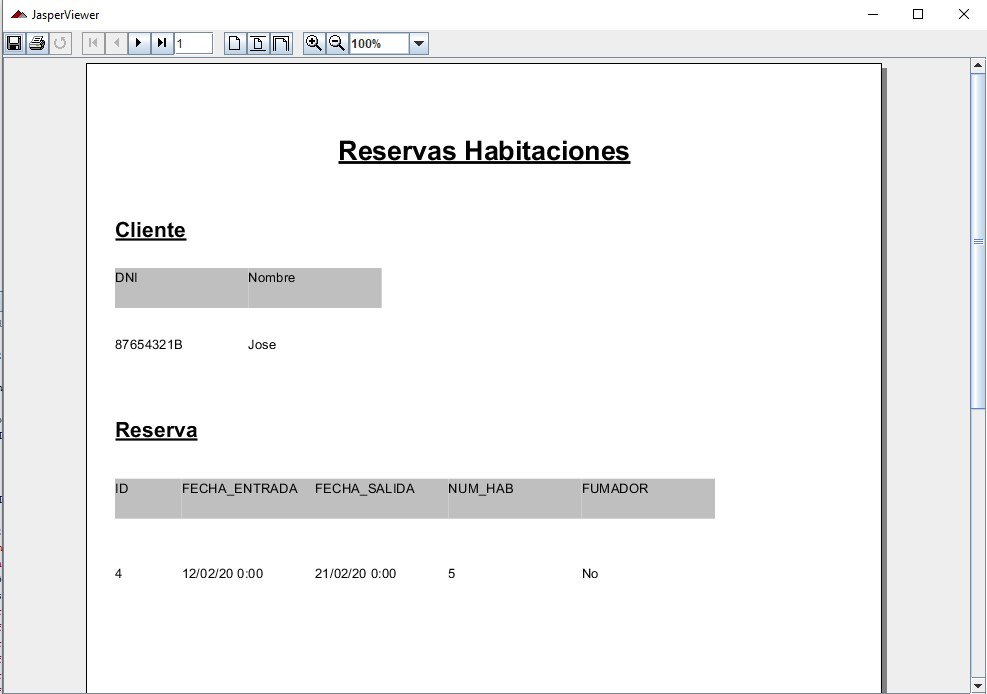 JasperViewer
1 100%
Reservas Habitaciones
Cliente
DNI Nombre
87654321B Jose
Reserva
ID FECHA_ENTRADA FECHA_SALIDA NUM_HAB FUMADOR
4 12/02/20 0:00 21/02/20 0:00 5 No